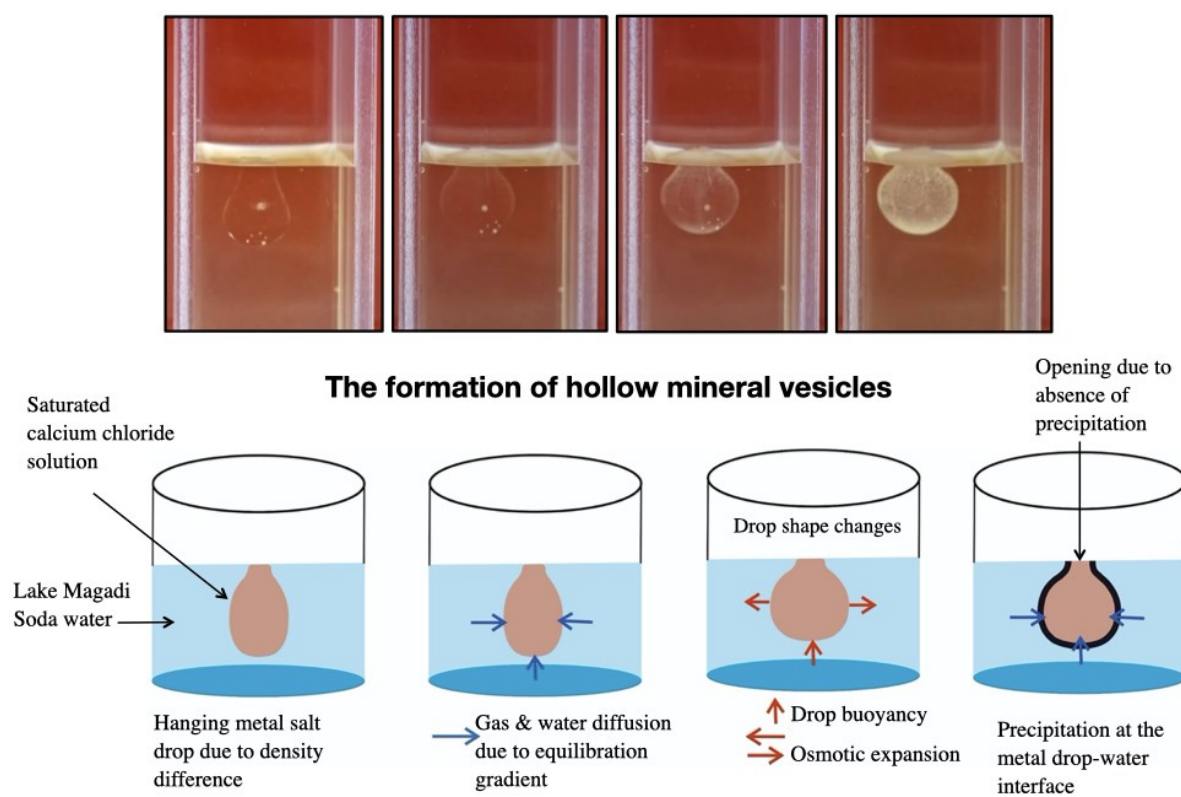 The formation of hollow mineral vesicles
Saturated
calcium chloride
solution
Lake Magadi
Soda water
Hanging metal salt
drop due to density
difference
Gas & water diffusion
due to equilibration
gradient
Drop shape changes
Drop buoyancy
Osmotic expansion
Opening due to
absence of
precipitation
Precipitation at the
metal drop-water
interface